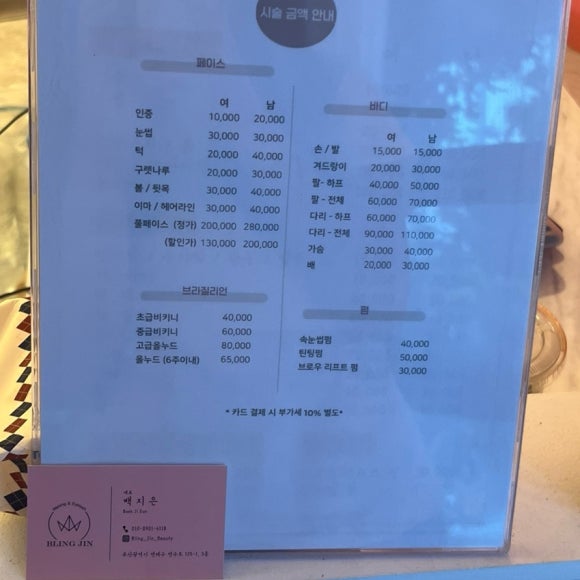 시술 금액 안내
페이스
여 남
인중 10,000 20,000
눈썹 30,000 30,000
턱 20,000 40,000
구렛나루 20,000 30,000
볼 / 뒷목 30,000 40,000
이마 / 헤어라인 30,000 40,000
풀페이스 (정가) 200,000 280,000
(할인가) 130,000 200,000
바디
여 남
손 / 발 15,000 15,000
겨드랑이 20,000 30,000
팔 - 하프 40,000 50,000
팔 - 전체 60,000 70,000
다리 - 하프 60,000 70,000
다리 - 전체 90,000 110,000
가슴 30,000 40,000
배 20,000 30,000
브라질리언
초급비키니 40,000
중급비키니 60,000
고급올누드 80,000
올누드 (6주이내) 65,000
펌
속눈썹펌 40,000
틴팅펌 50,000
브로우 리프트 펌 30,000
* 카드 결제 시 부가세 10% 별도*
BLING JIN
대표
백 지 은
Baek Ji Eun
Bling_Jin_Beauty